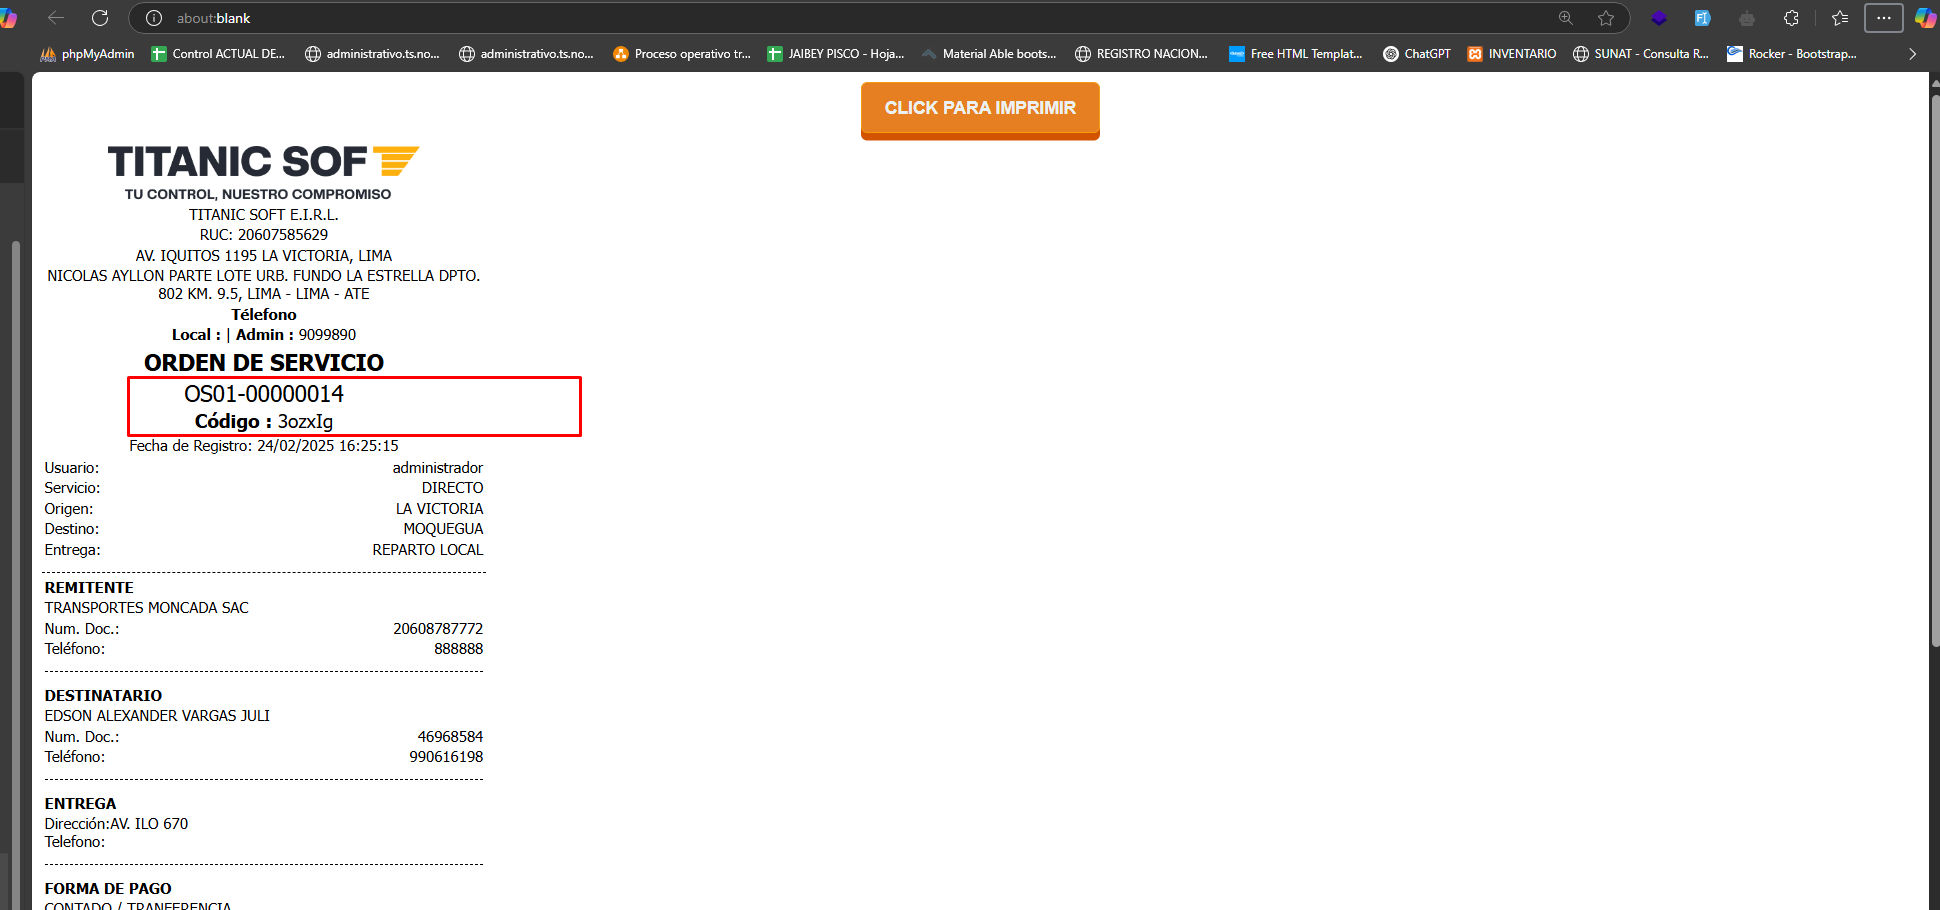 about:blank
phpMyAdmin
Control ACTUAL DE...
administrativo.ts.no...
administrativo.ts.no...
Proceso operativo tr...
JAIBEY PISCO - Hoja...
Material Able boots...
REGISTRO NACION...
Free HTML Templat...
ChatGPT
INVENTARIO
SUNAT - Consulta R...
Rocker - Bootstrap...
CLICK PARA IMPRIMIR
TITANIC SOF
TU CONTROL, NUESTRO COMPROMISO
TITANIC SOFT E.I.R.L.
RUC: 20607585629
AV. IQUITOS 1195 LA VICTORIA, LIMA
NICOLAS AYLLON PARTE LOTE URB. FUNDO LA ESTRELLA DPTO.
802 KM. 9.5, LIMA - LIMA - ATE
Télefono
Local : | Admin : 9099890
ORDEN DE SERVICIO
OS01-00000014
Código : 3ozxIg
Fecha de Registro: 24/02/2025 16:25:15
Usuario: administrador
Servicio: DIRECTO
Origen: LA VICTORIA
Destino: MOQUEGUA
Entrega: REPARTO LOCAL
REMITENTE
TRANSPORTES MONCADA SAC
Num. Doc.: 20608787772
Teléfono: 888888
DESTINATARIO
EDSON ALEXANDER VARGAS JULI
Num. Doc.: 46968584
Teléfono: 990616198
ENTREGA
Dirección:AV. ILO 670
Telefono:
FORMA DE PAGO
CONTADO / TRANFERENCIA